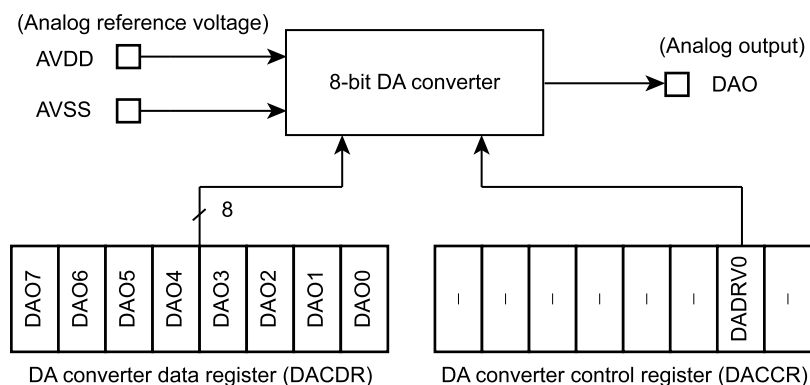 (Analog reference voltage)
AVDD
AVSS
8-bit DA converter
(Analog output)
DAO
8
DAO7 DAO6 DAO5 DAO4 DAO3 DAO2 DAO1 DAO0
– – – – – – DADRV0 –
DA converter data register (DACDR)
DA converter control register (DACCR)